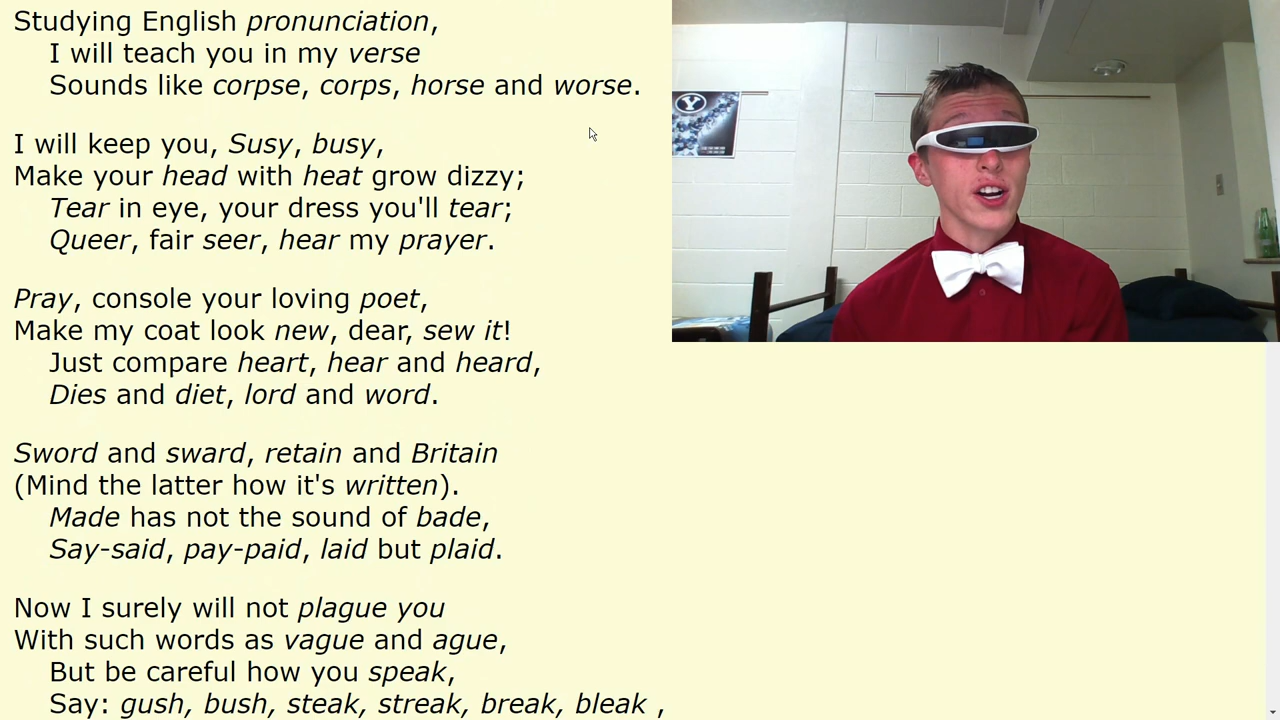 Studying English pronunciation,
I will teach you in my verse
Sounds like corpse, corps, horse and worse.
I will keep you, Susy, busy,
Make your head with heat grow dizzy;
Tear in eye, your dress you'll tear;
Queer, fair seer, hear my prayer.
Pray, console your loving poet,
Make my coat look new, dear, sew it!
Just compare heart, hear and heard,
Dies and diet, lord and word.
Sword and sward, retain and Britain
(Mind the latter how it's written).
Made has not the sound of bade,
Say-said, pay-paid, laid but plaid.
Now I surely will not plague you
With such words as vague and ague,
But be careful how you speak,
Say: gush, bush, steak, streak, break, bleak ,
Y